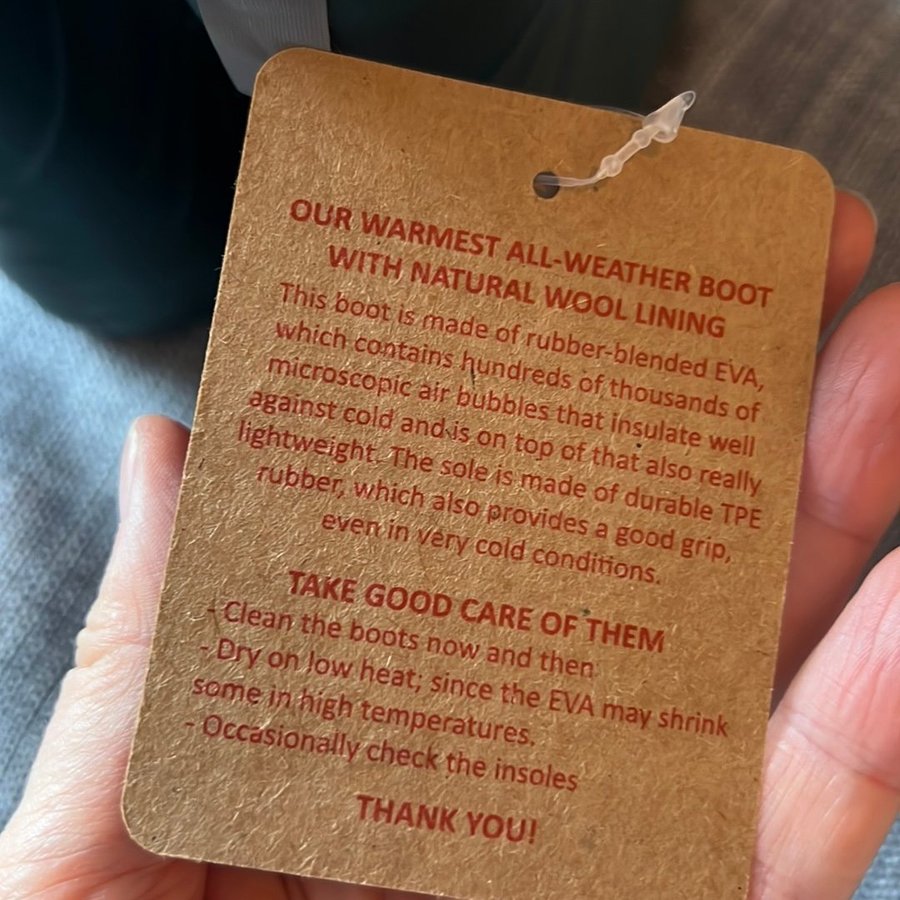 OUR WARMEST ALL-WEATHER BOOT
WITH NATURAL WOOL LINING
This boot is made of rubber-blended EVA,
which contains hundreds of thousands of
microscopic air bubbles that insulate well
against cold and is on top of that also really
lightweight. The sole is made of durable TPE
rubber, which also provides a good grip,
even in very cold conditions.
TAKE GOOD CARE OF THEM
- Clean the boots now and then
- Dry on low heat; since the EVA may shrink
some in high temperatures.
- Occasionally check the insoles
THANK YOU!